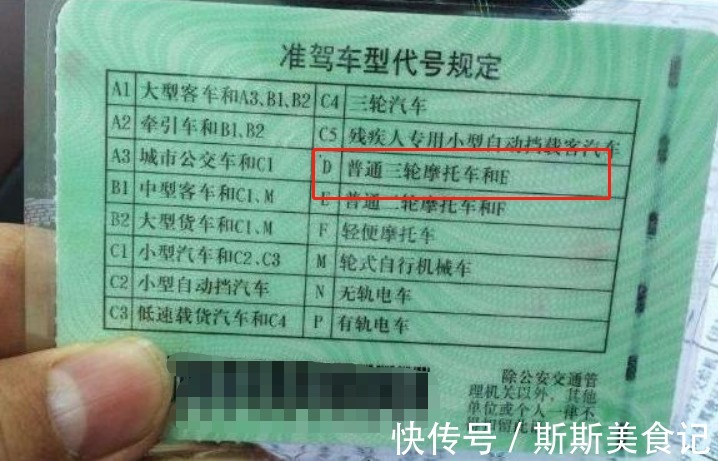 准驾车型代号规定
A1 大型客车和A3、B1、B2 C4 三轮汽车
A2 牵引车和B1、B2 C5 残疾人专用小型自动挡载客汽车
A3 城市公交车和C1 D 普通三轮摩托车和E
B1 中型客车和C1、M E 普通二轮摩托车和F
B2 大型货车和C1、M F 轻便摩托车
C1 小型汽车和C2、C3 M 轮式自行机械车
C2 小型自动挡汽车 N 无轨电车
C3 低速载货汽车和C4 P 有轨电车
除公安交通管
理机关以外，其他
单位或个人一律不
快传号 / 斯斯美食记